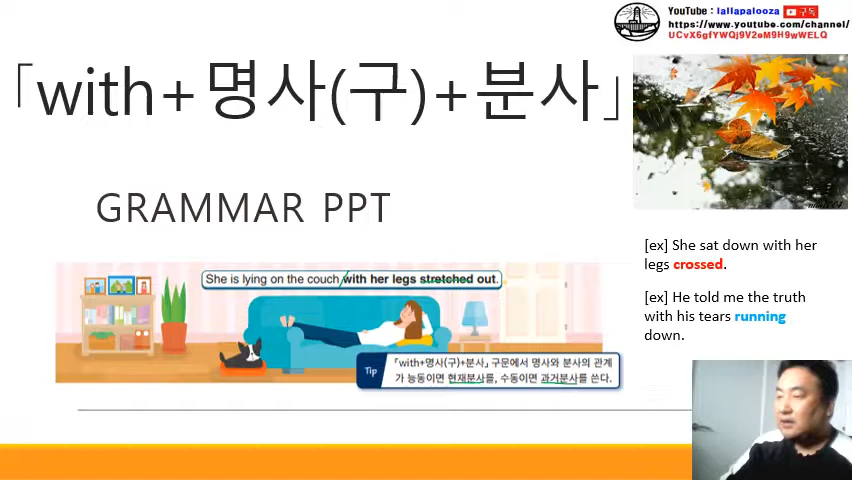 YouTube : lallapalooza 구독
https://www.youtube.com/channel/
UCvX6gfYWQj9V2eM9H9wWELQ
「with+명사(구)+분사」
GRAMMAR PPT
She is lying on the couch with her legs stretched out.
Tip
「with+명사(구)+분사」 구문에서 명사와 분사의 관계
가 능동이면 현재분사를, 수동이면 과거분사를 쓴다.
[ex] She sat down with her
legs crossed.
[ex] He told me the truth
with his tears running
down.